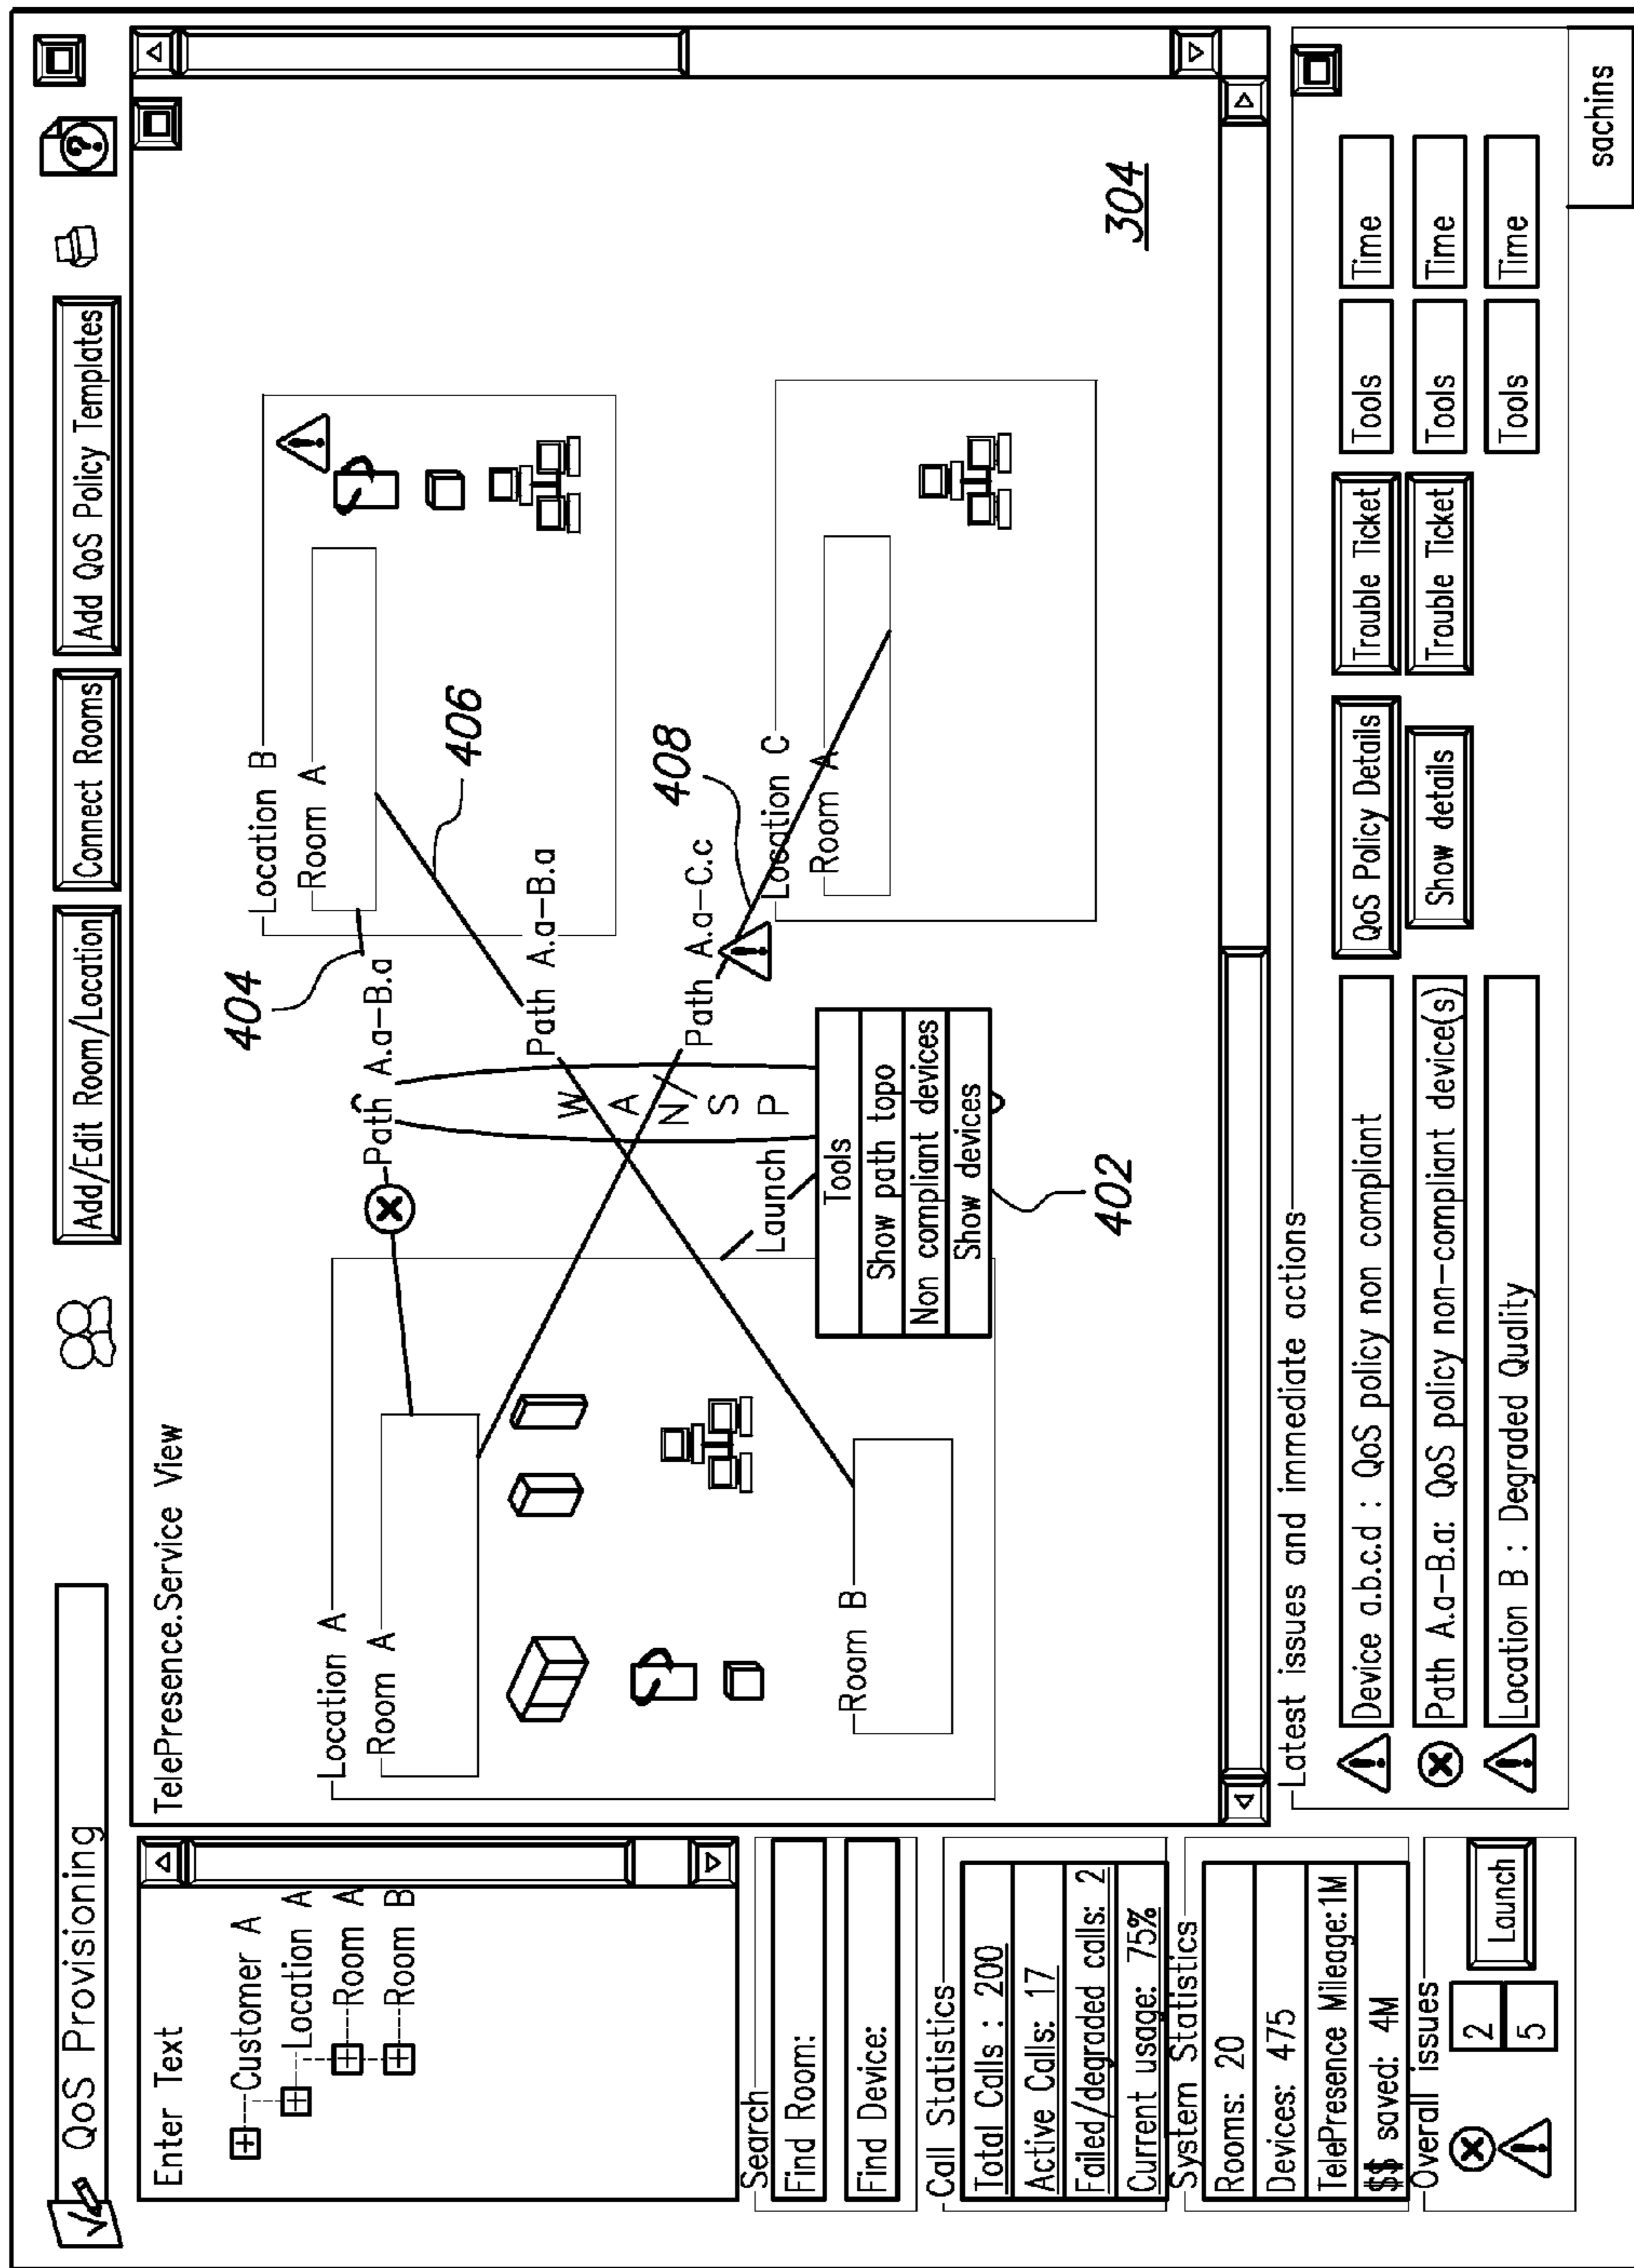 QoS Provisioning
Add/Edit Room/Location
Connect Rooms
Add QoS Policy Templates
Enter Text
Customer A
Location A
Room A
Room B
Search
Find Room:
Find Device:
Call Statistics
Total Calls : 200
Active Calls: 17
Failed/degraded calls: 2
Current usage: 75%
System Statistics
Rooms: 20
Devices: 475
TelePresence Mileage: 1M
$$ saved: 4M
Overall issues
2
5
Launch
TelePresence.Service View
Location A
Room A
Room B
Path A.a-B.a
404
Location B
Room A
406
Path A.a-B.a
WAN/SP
Path A.a-C.c
408
Location C
Room A
Launch
Tools
Show path topo
Non compliant devices
Show devices
402
304
Latest issues and immediate actions
Device a.b.c.d : QoS policy non compliant
QoS Policy Details
Trouble Ticket
Tools
Time
Path A.a-B.a: QoS policy non-compliant device(s)
Show details
Trouble Ticket
Tools
Time
Location B : Degraded Quality
Tools
Time
sachins